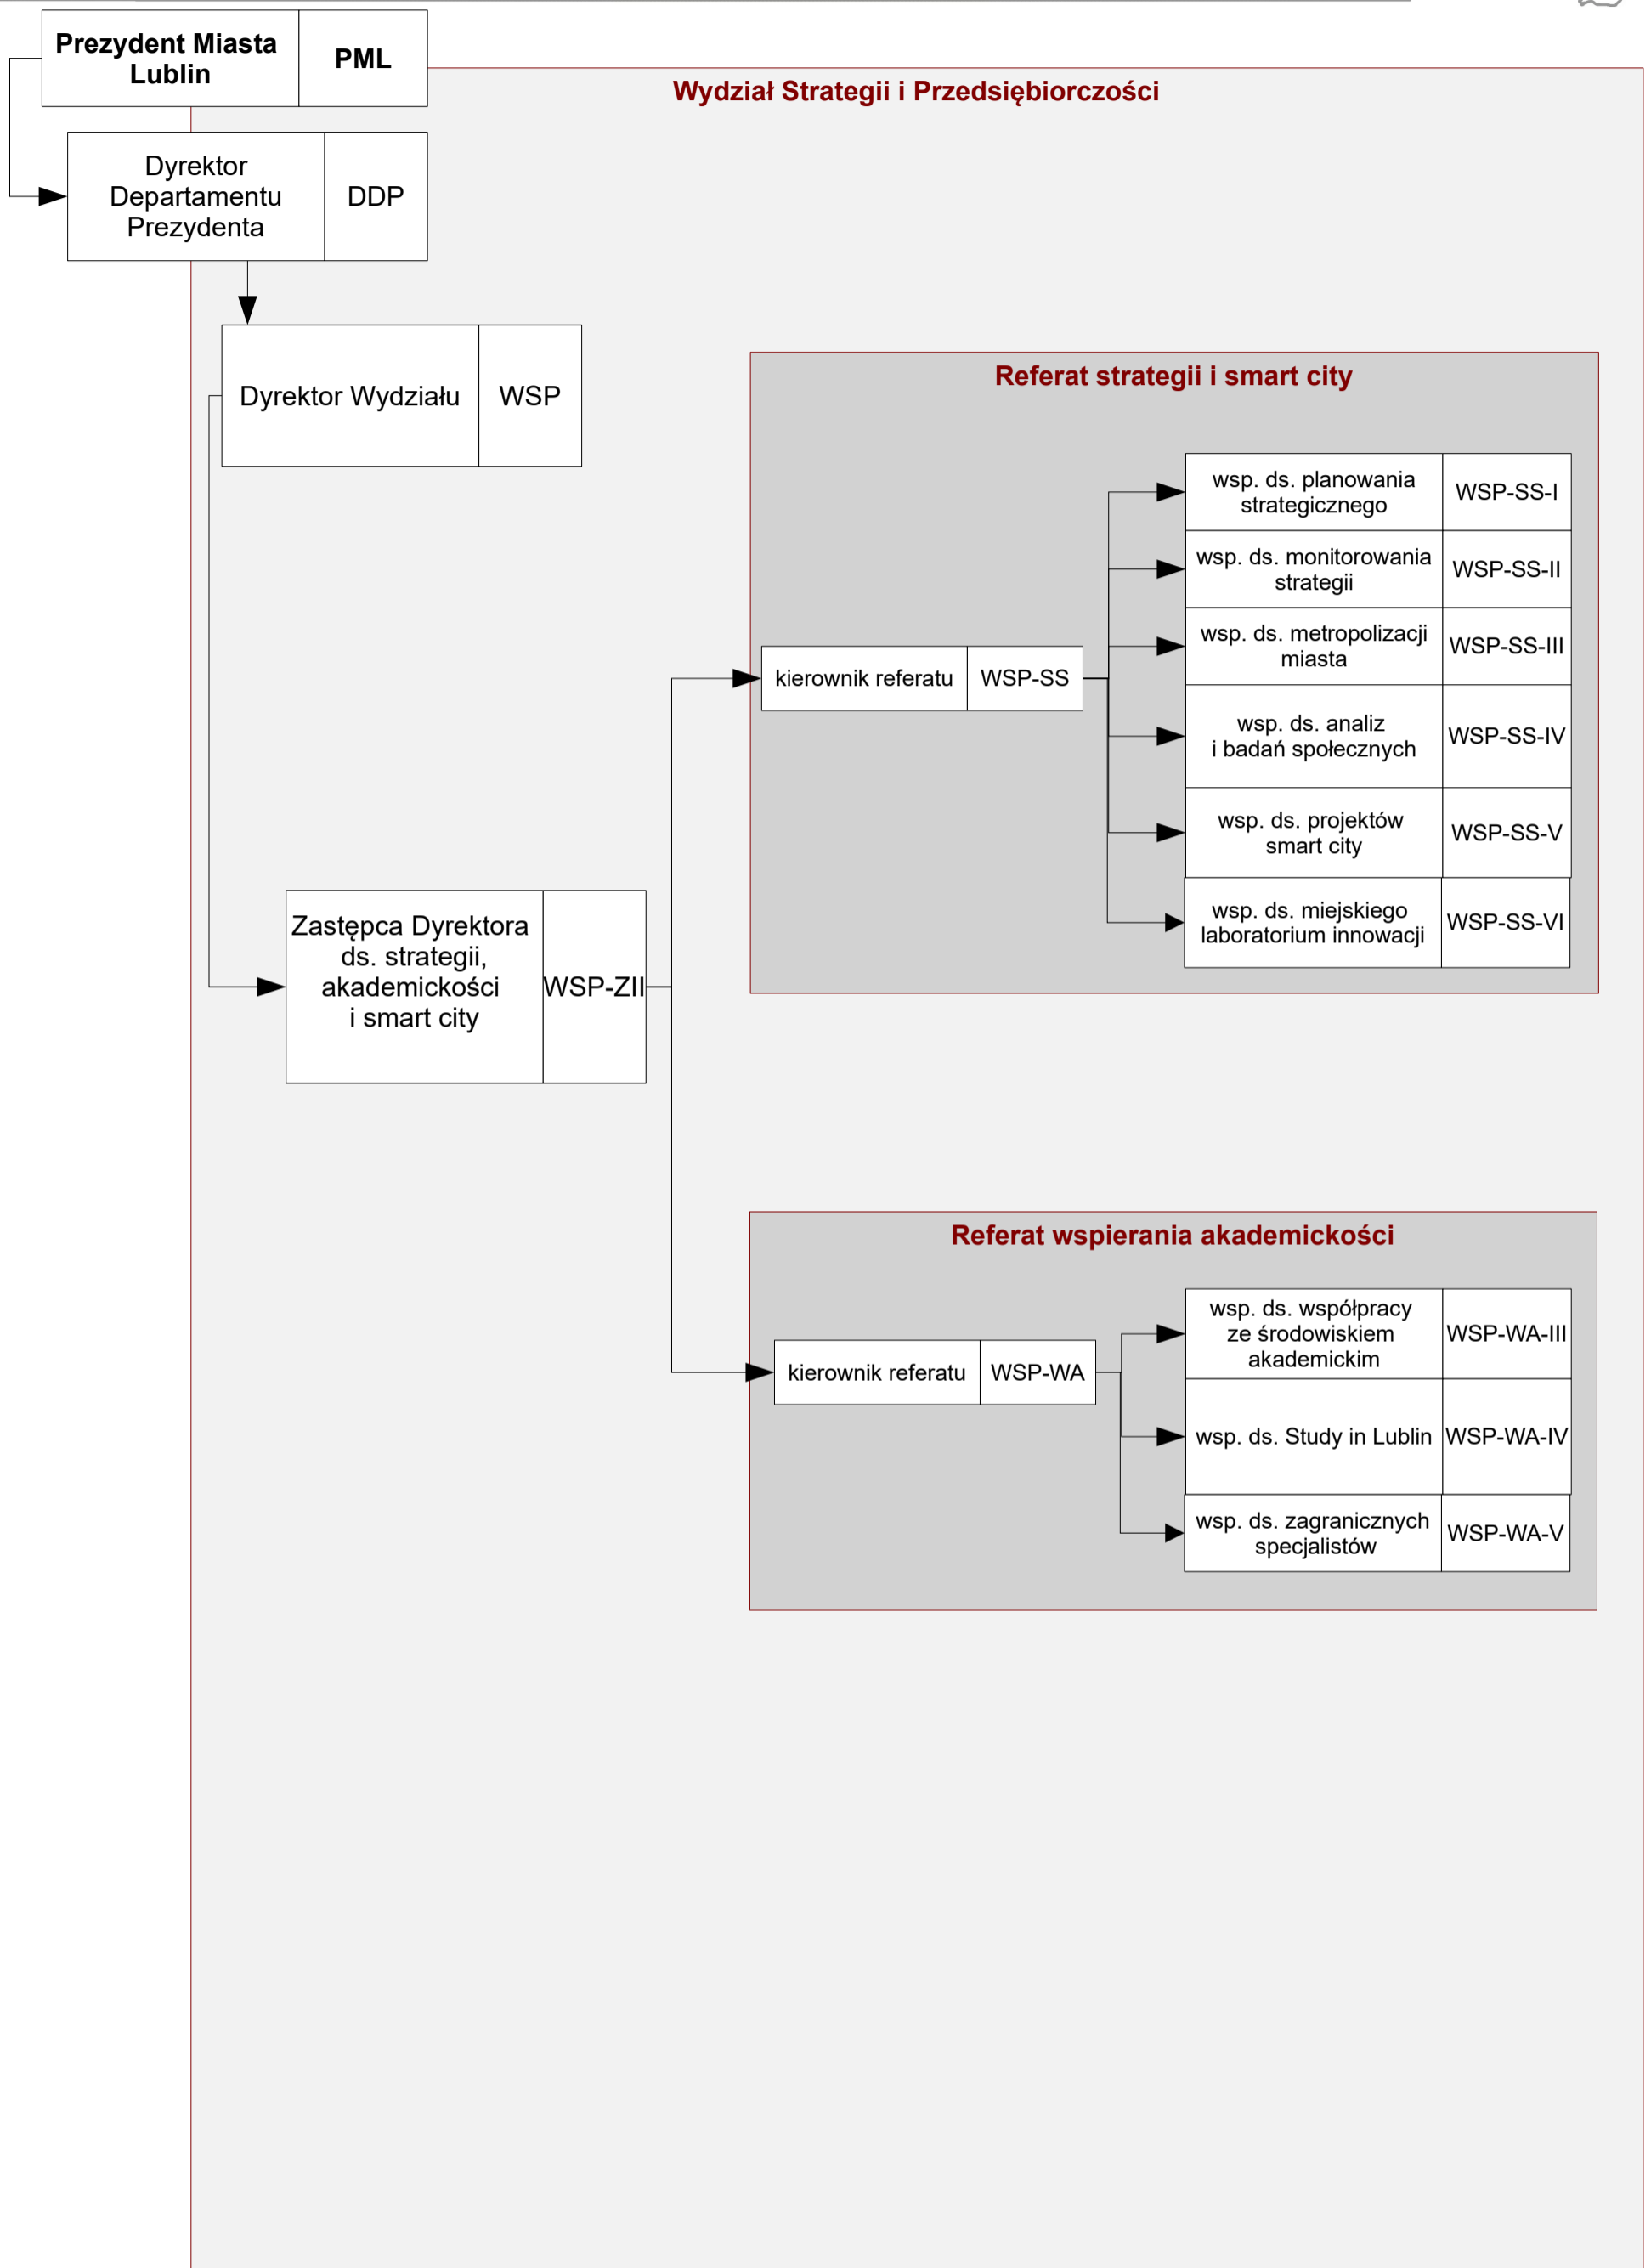 Prezydent Miasta
Lublin
PML
Wydział Strategii i Przedsiębiorczości
Dyrektor
Departamentu
Prezydenta
DDP
Dyrektor Wydziału
WSP
Referat strategii i smart city
wsp. ds. planowania
strategicznego
WSP-SS-I
wsp. ds. monitorowania
strategii
WSP-SS-II
wsp. ds. metropolizacji
miasta
WSP-SS-III
kierownik referatu
WSP-SS
wsp. ds. analiz
i badań społecznych
WSP-SS-IV
wsp. ds. projektów
smart city
WSP-SS-V
wsp. ds. miejskiego
laboratorium innowacji
WSP-SS-VI
Zastępca Dyrektora
ds. strategii,
akademickości
i smart city
WSP-ZII
Referat wspierania akademickości
wsp. ds. współpracy
ze środowiskiem
akademickim
WSP-WA-III
kierownik referatu
WSP-WA
wsp. ds. Study in Lublin
WSP-WA-IV
wsp. ds. zagranicznych
specjalistów
WSP-WA-V